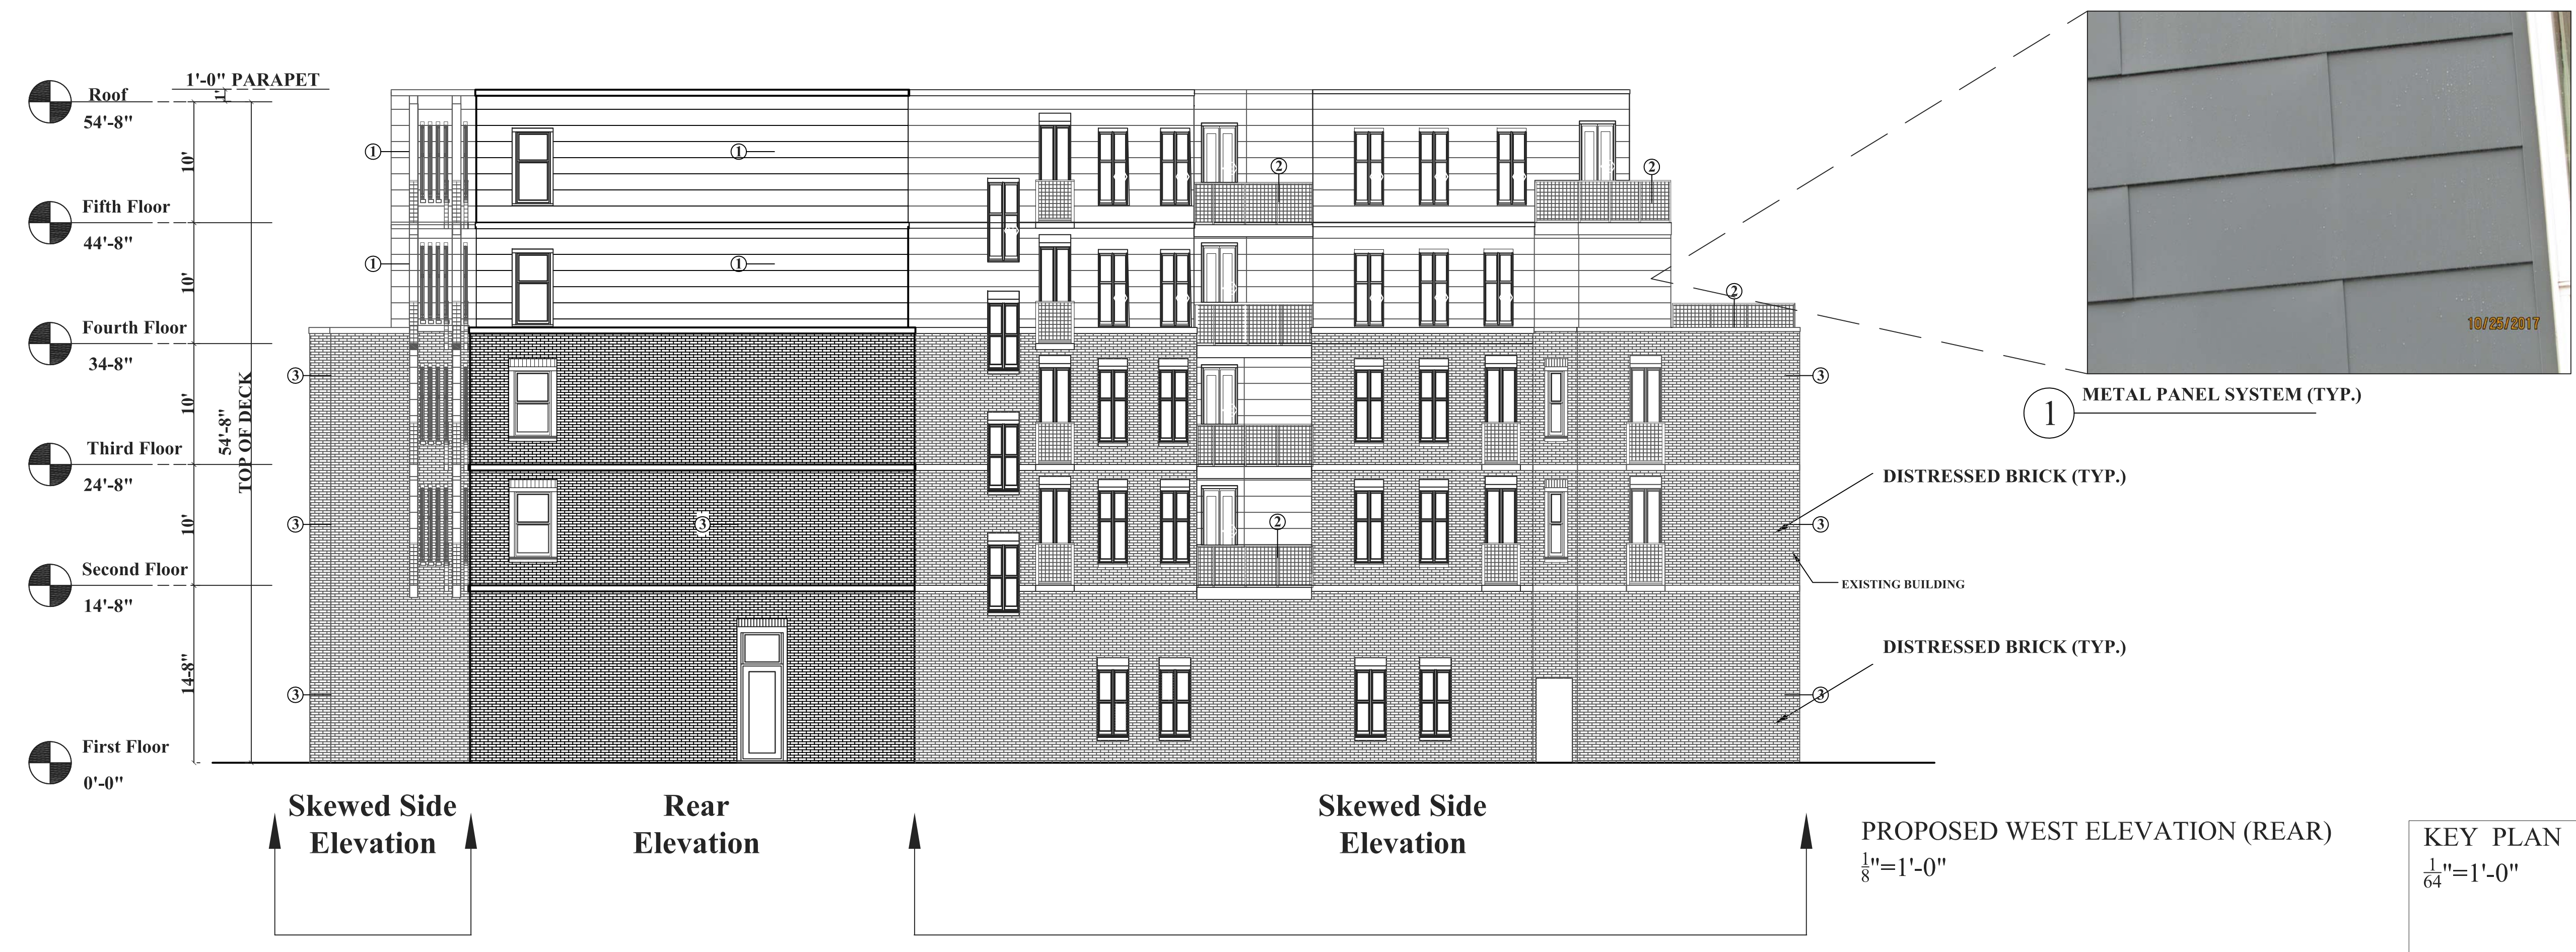 1'-0" PARAPET
1'
Roof
54'-8"
10'
Fifth Floor
44'-8"
10'
Fourth Floor
34-8"
10'
54'-8"
TOP OF DECK
Third Floor
24'-8"
10'
Second Floor
14'-8"
14-8"
First Floor
0'-0"
1
1
2
2
1
1
2
3
3
3
3
2
3
3
3
10/25/2017
1
METAL PANEL SYSTEM (TYP.)
DISTRESSED BRICK (TYP.)
EXISTING BUILDING
DISTRESSED BRICK (TYP.)
Skewed Side
Elevation
Rear
Elevation
Skewed Side
Elevation
PROPOSED WEST ELEVATION (REAR)
1/8"=1'-0"
KEY PLAN
1/64"=1'-0"